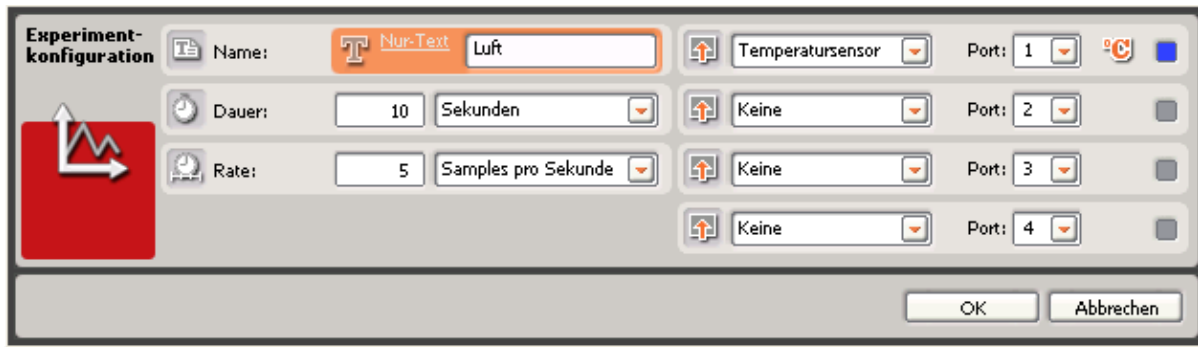 Experiment-
konfiguration
Name: Nur-Text Luft
Temperatursensor Port: 1 °C
Dauer: 10 Sekunden
Keine Port: 2
Rate: 5 Samples pro Sekunde
Keine Port: 3
Keine Port: 4
OK Abbrechen